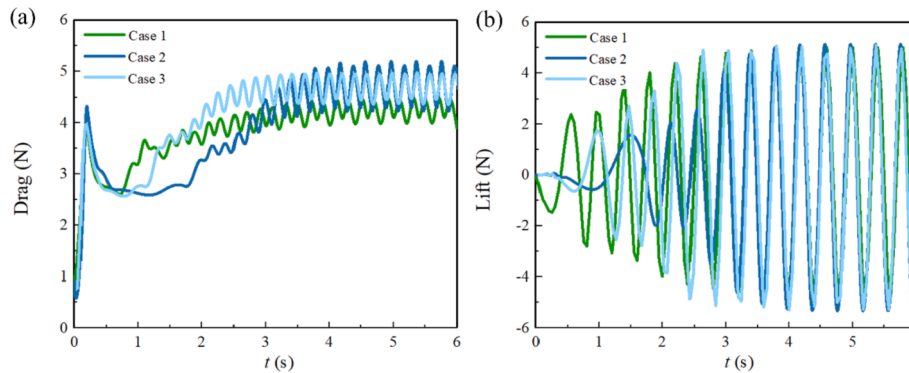 (a)
6
5
4
3
2
1
0
Drag (N)
Case 1
Case 2
Case 3
0 1 2 3 4 5 6
t (s)
(b)
6
4
2
0
-2
-4
-6
Lift (N)
Case 1
Case 2
Case 3
0 1 2 3 4 5
t (s)